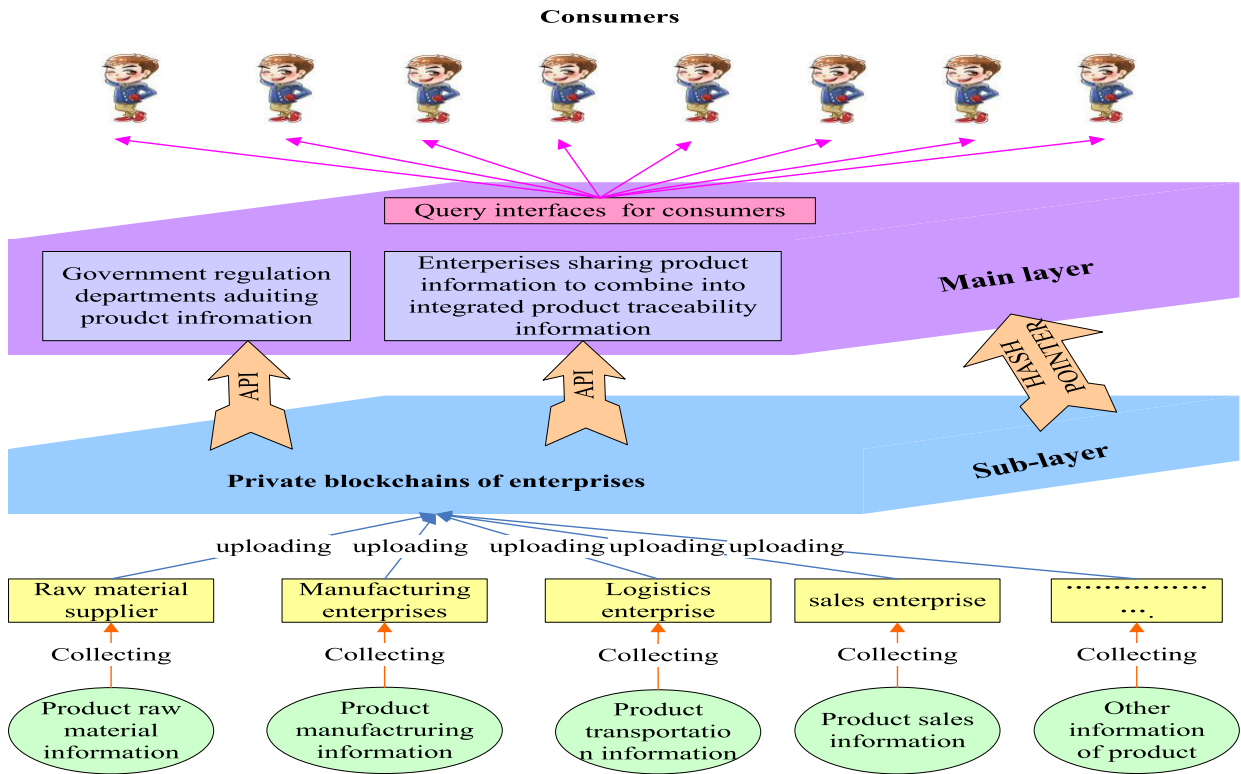 Consumers
Query interfaces for consumers
Government regulation
departments aduiting
proudct infromation
Enterperises sharing product
information to combine into
integrated product traceability
information
Main layer
API
API
HASH
POINTER
Private blockchains of enterprises
Sub-layer
uploading
uploading
uploading
uploading
uploading
Raw material
supplier
Manufacturing
enterprises
Logistics
enterprise
sales enterprise
……………
….
Collecting
Collecting
Collecting
Collecting
Collecting
Product raw
material
information
Product
manufactruring
information
Product
transportatio
n information
Product sales
information
Other
information
of product